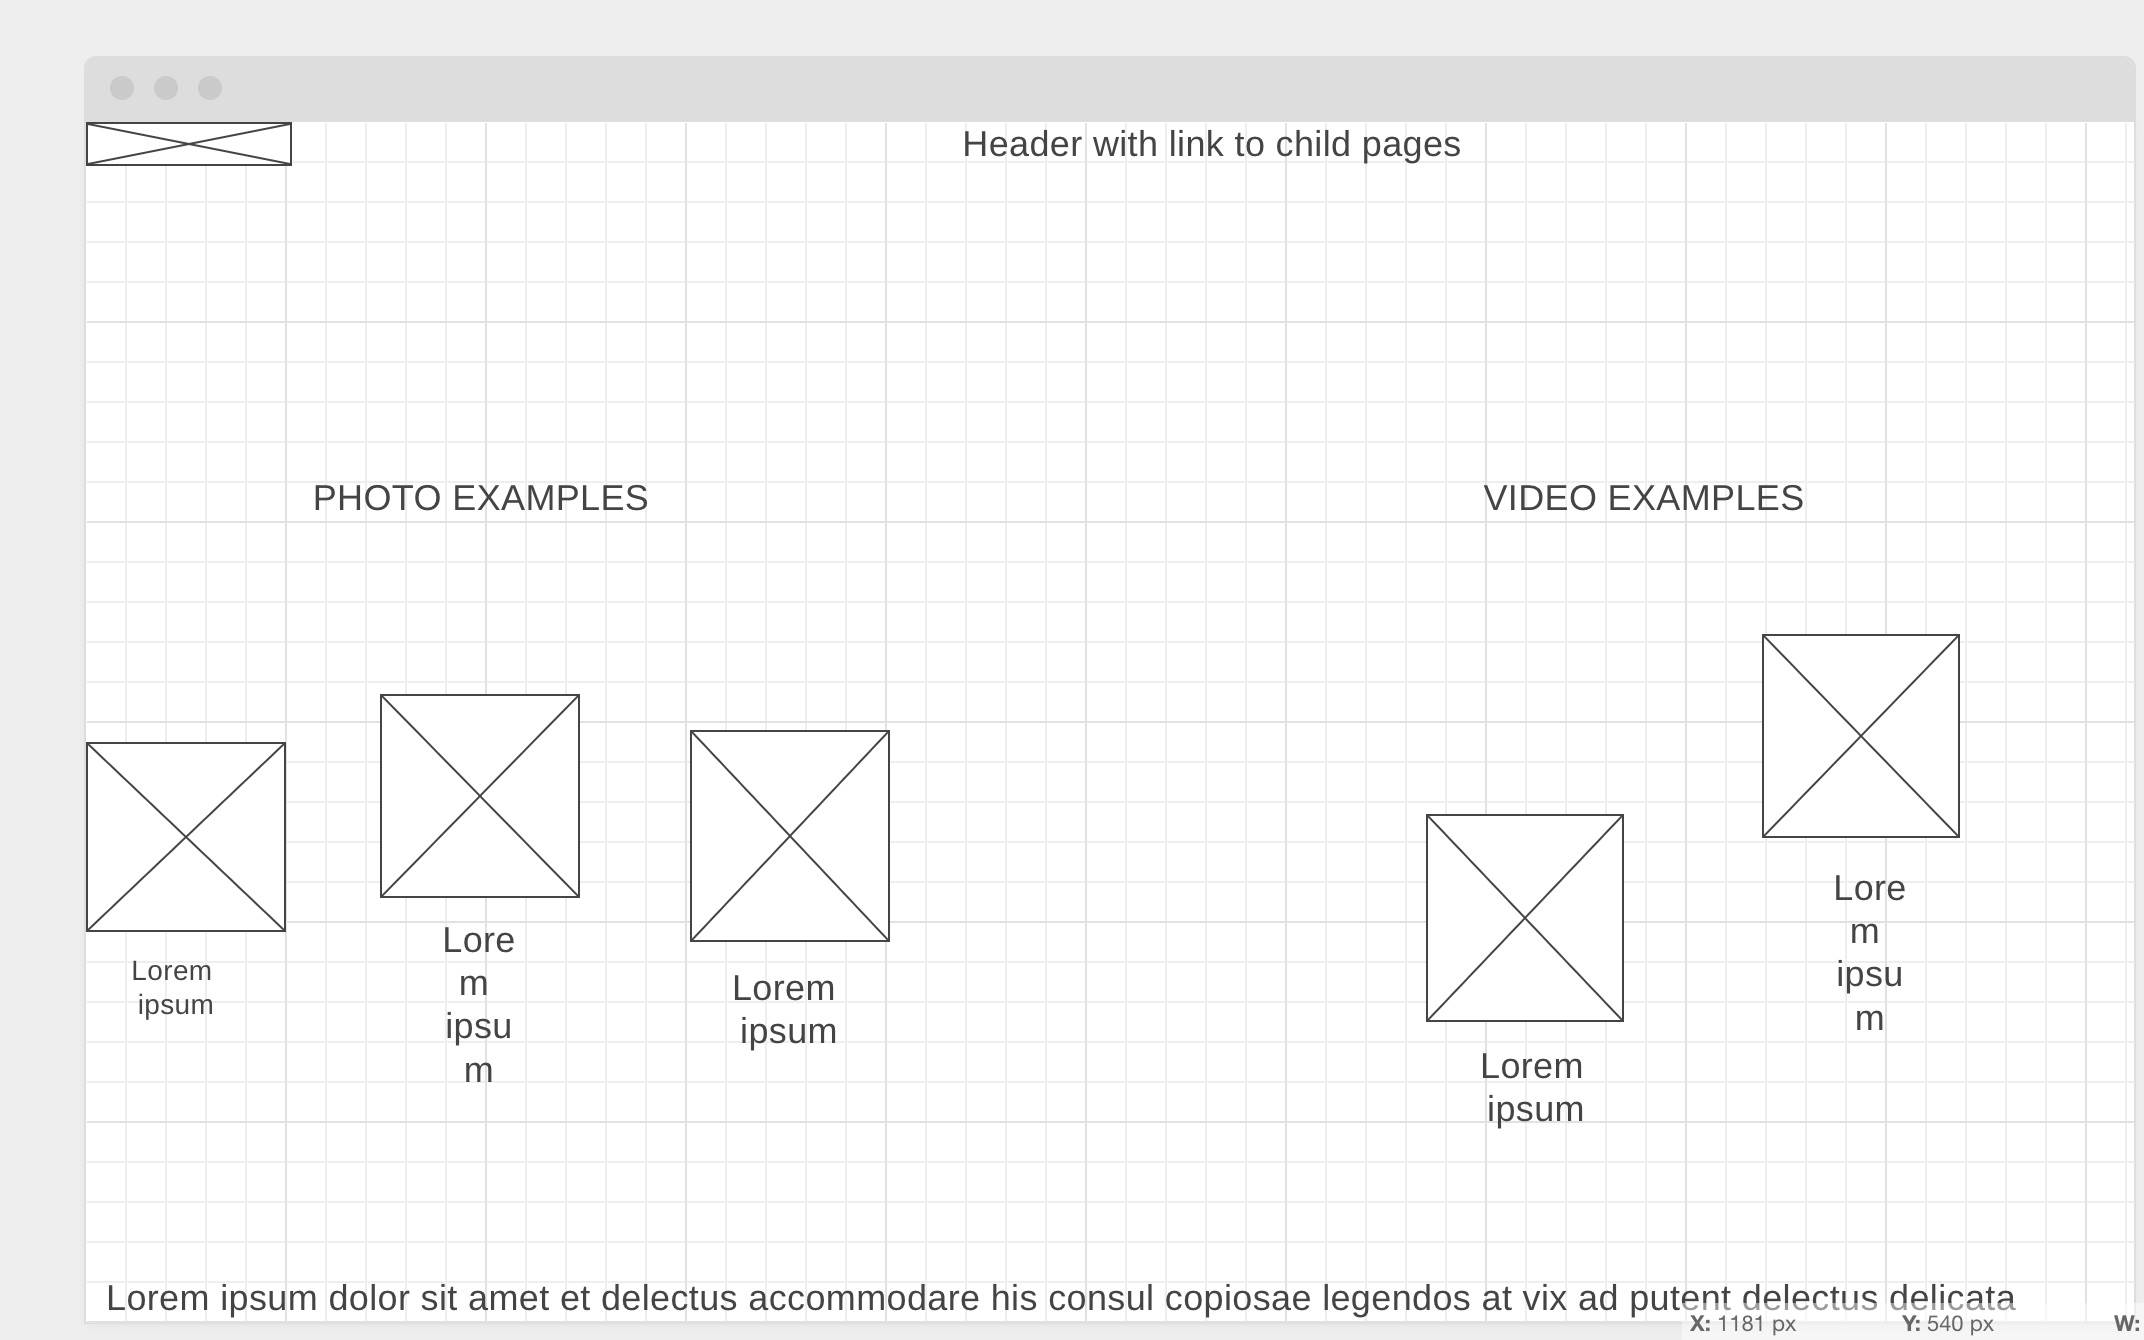 Header with link to child pages
PHOTO EXAMPLES
VIDEO EXAMPLES
Lorem
ipsum
Lore
m
ipsu
m
Lorem
ipsum
Lorem
ipsum
Lore
m
ipsu
m
Lorem ipsum dolor sit amet et delectus accommodare his consul copiosae legendos at vix ad putent delectus delicata
X: 1181 px Y: 540 px W: